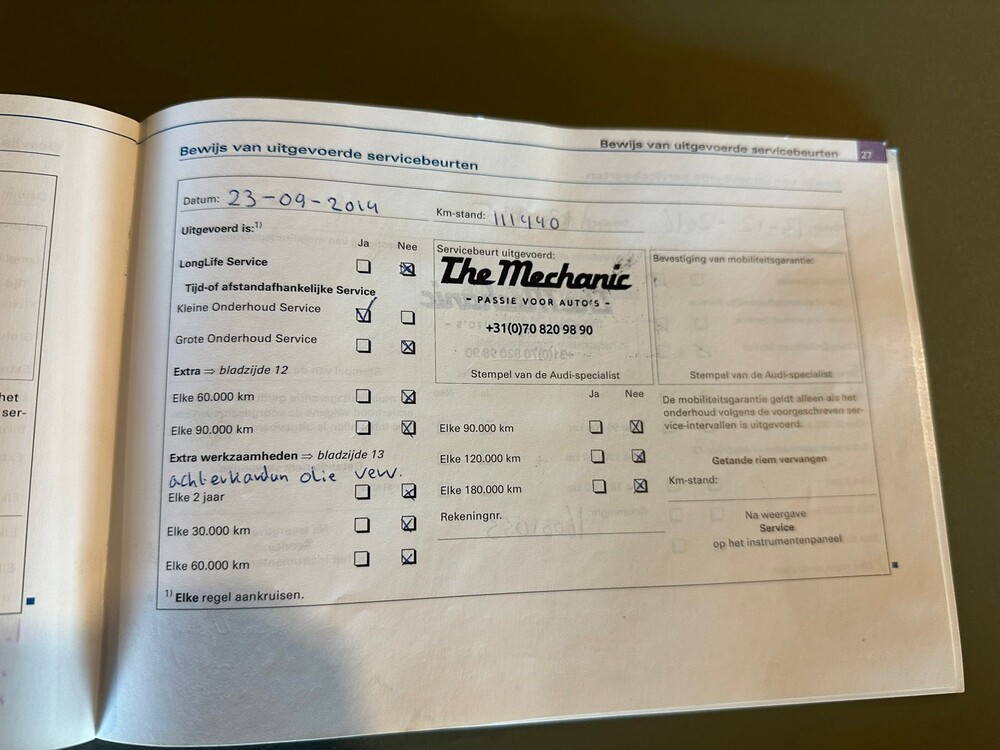 Bewijs van uitgevoerde servicebeurten
27
Bewijs van uitgevoerde servicebeurten
Datum: 23-09-2014
Km-stand: 111440
Uitgevoerd is:1)
Ja Nee
LongLife Service
Tijd-of afstandafhankelijke Service
Kleine Onderhoud Service
Grote Onderhoud Service
Extra ⇒ bladzijde 12
Elke 60.000 km
Elke 90.000 km
Extra werkzaamheden ⇒ bladzijde 13
achterkardun olie verv.
Elke 2 jaar
Elke 30.000 km
Elke 60.000 km
1) Elke regel aankruisen.
Servicebeurt uitgevoerd:
The Mechanic
- PASSIE VOOR AUTO'S -
+31(0)70 820 98 90
Stempel van de Audi-specialist
Ja Nee
Elke 90.000 km
Elke 120.000 km
Elke 180.000 km
Rekeningnr.
Bevestiging van mobiliteitsgarantie:
Stempel van de Audi-specialist
De mobiliteitsgarantie geldt alleen als het
onderhoud volgens de voorgeschreven ser-
vice-intervallen is uitgevoerd.
Getande riem vervangen
Km-stand:
Na weergave
Service
op het instrumentenpaneel
het
ser-